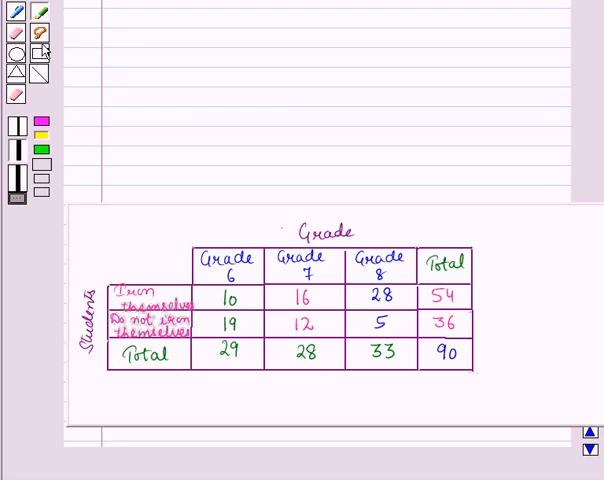 Grade
Grade 6 Grade 7 Grade 8 Total
Students
Iron themselves 10 16 28 54
Do not iron themselves 19 12 5 36
Total 29 28 33 90